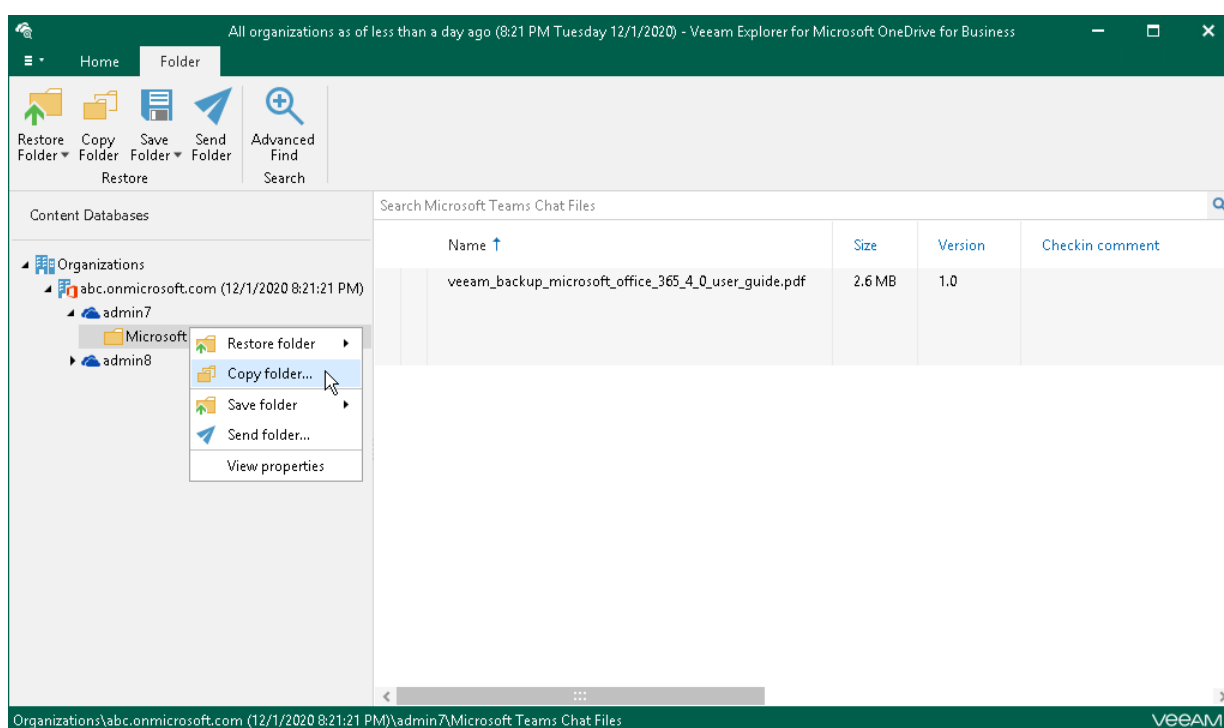 All organizations as of less than a day ago (8:21 PM Tuesday 12/1/2020) - Veeam Explorer for Microsoft OneDrive for Business
Home Folder
Restore Folder
Copy Folder
Save Folder
Send Folder
Advanced Find
Restore
Search
Content Databases
Organizations
abc.onmicrosoft.com (12/1/2020 8:21:21 PM)
admin7
Microsoft
admin8
Restore folder
Copy folder...
Save folder
Send folder...
View properties
Search Microsoft Teams Chat Files
Name Size Version Checkin comment
veeam_backup_microsoft_office_365_4_0_user_guide.pdf 2.6 MB 1.0
Organizations\abc.onmicrosoft.com (12/1/2020 8:21:21 PM)\admin7\Microsoft Teams Chat Files
veeam